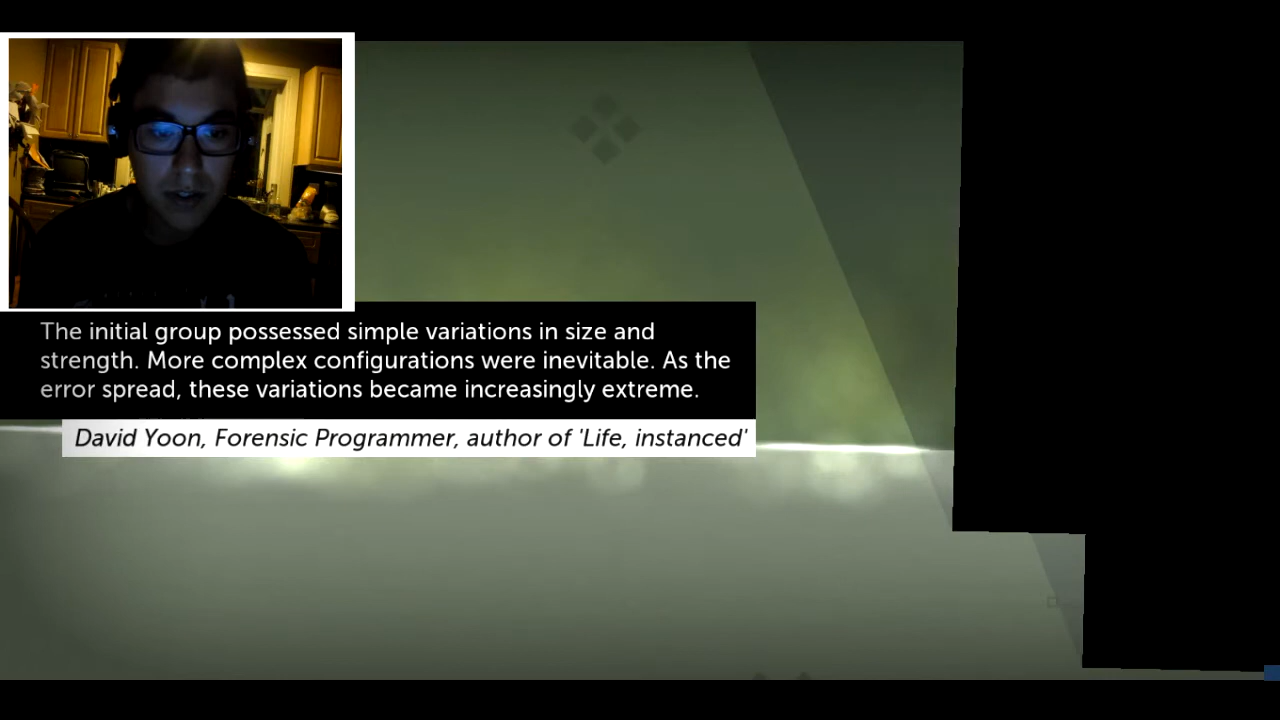 The initial group possessed simple variations in size and
strength. More complex configurations were inevitable. As the
error spread, these variations became increasingly extreme.
David Yoon, Forensic Programmer, author of 'Life, instanced'